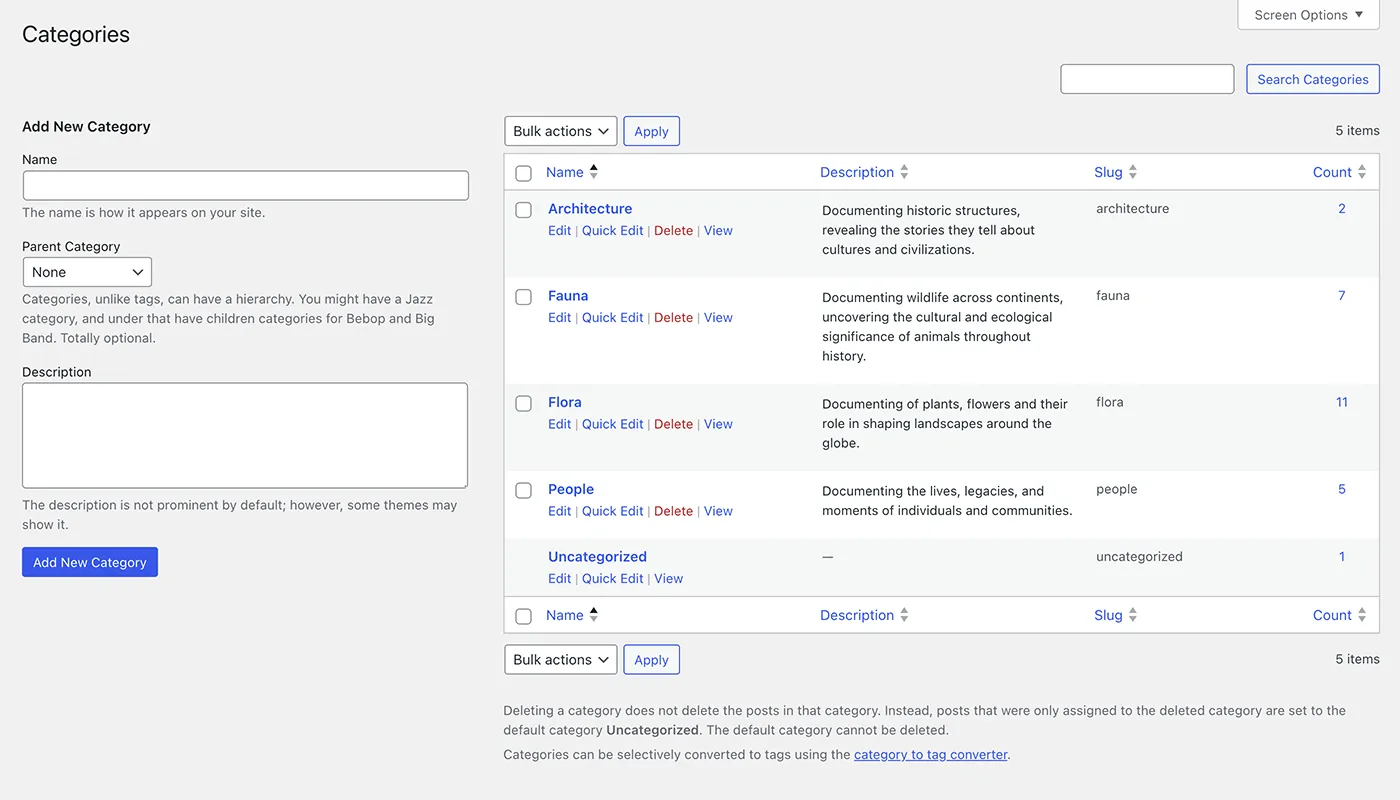 Screen Options ▼
Categories
Search Categories
Add New Category
Name
The name is how it appears on your site.
Parent Category
None
Categories, unlike tags, can have a hierarchy. You might have a Jazz
category, and under that have children categories for Bebop and Big
Band. Totally optional.
Description
The description is not prominent by default; however, some themes may
show it.
Add New Category
Bulk actions Apply 5 items
Name Description Slug Count
Architecture
Edit | Quick Edit | Delete | View
Documenting historic structures,
revealing the stories they tell about
cultures and civilizations.
architecture
2
Fauna
Edit | Quick Edit | Delete | View
Documenting wildlife across continents,
uncovering the cultural and ecological
significance of animals throughout
history.
fauna
7
Flora
Edit | Quick Edit | Delete | View
Documenting of plants, flowers and their
role in shaping landscapes around the
globe.
flora
11
People
Edit | Quick Edit | Delete | View
Documenting the lives, legacies, and
moments of individuals and communities.
people
5
Uncategorized
Edit | Quick Edit | View
—
uncategorized
1
Name Description Slug Count
Bulk actions Apply 5 items
Deleting a category does not delete the posts in that category. Instead, posts that were only assigned to the deleted category are set to the
default category Uncategorized. The default category cannot be deleted.
Categories can be selectively converted to tags using the category to tag converter.